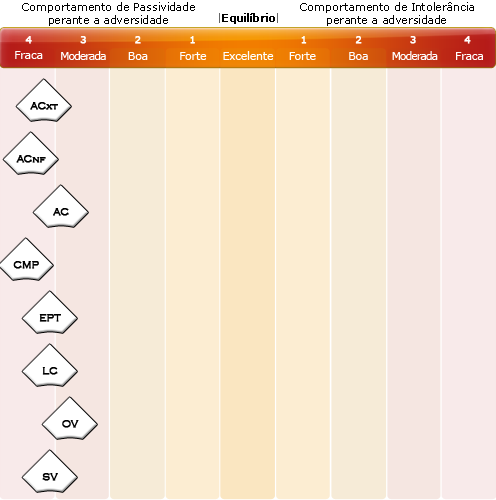 Comportamento de Passividade
perante a adversidade
|Equilíbrio|
Comportamento de Intolerância
perante a adversidade
4 3 2 1 1 2 3 4
Fraca Moderada Boa Forte Excelente Forte Boa Moderada Fraca
ACXT
ACNF
AC
CMP
EPT
LC
OV
SV